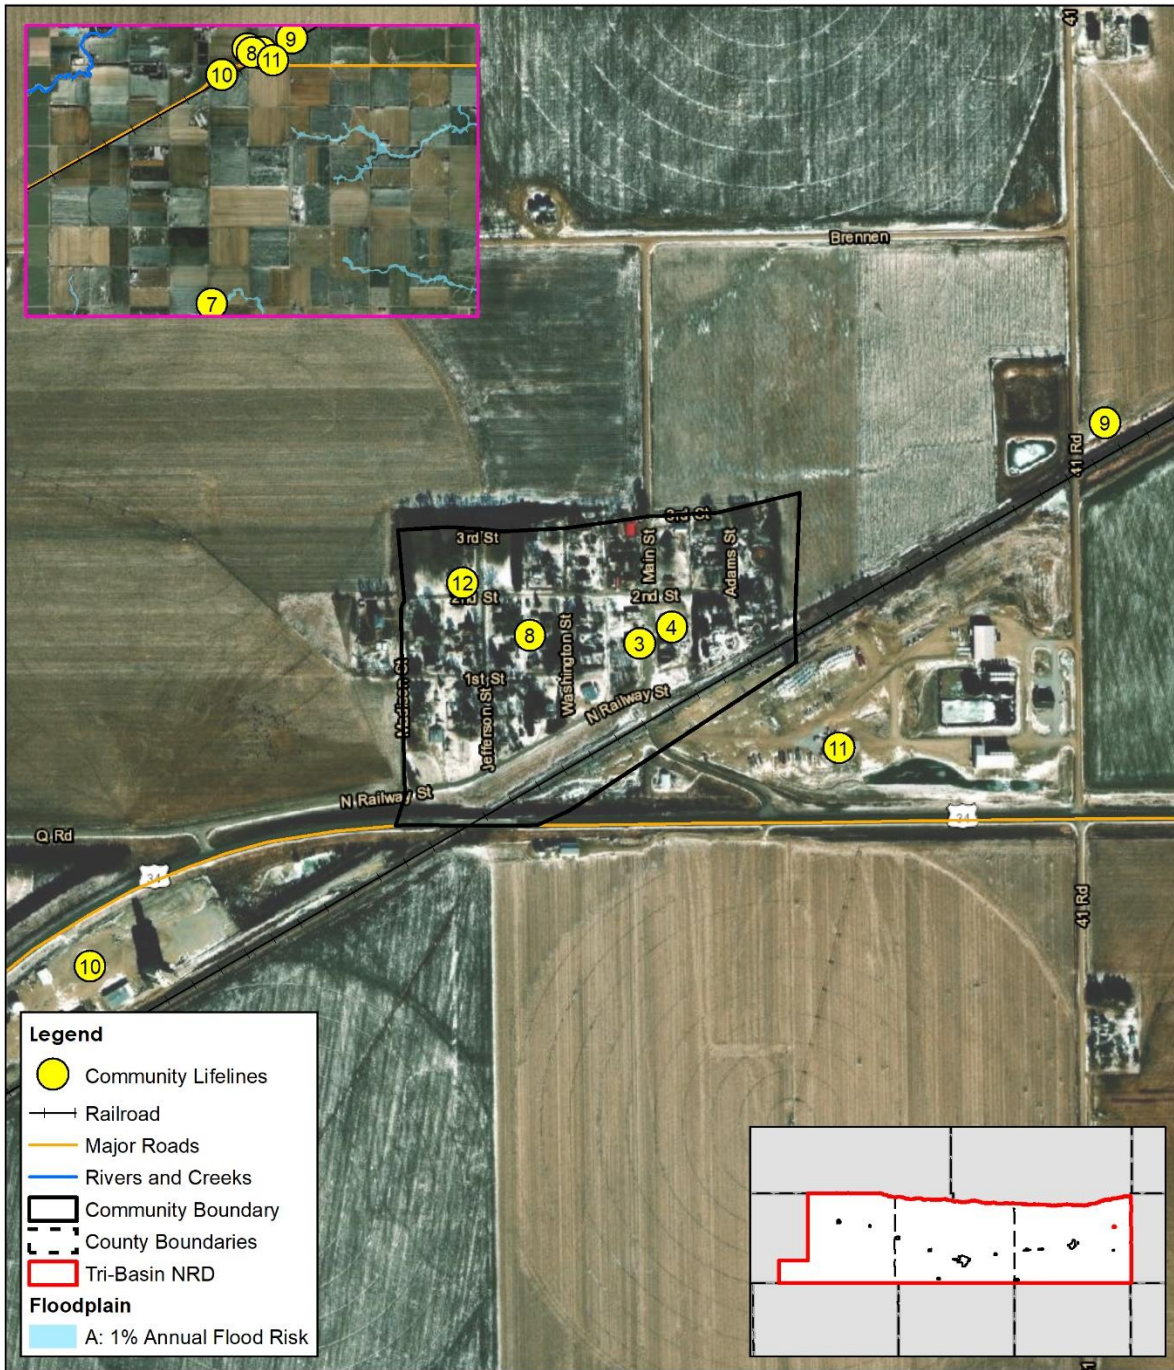 41
9
8
11
10
7
Brennen
9
41 Rd
3rd St
3rd St
Main St
Adams St
12
2nd St
2nd St
4
8
3
Washington St
1st St
Madison St
Jefferson St
N Railway St
11
N Railway St
Q Rd
34
34
41 Rd
10
Legend
Community Lifelines
Railroad
Major Roads
Rivers and Creeks
Community Boundary
County Boundaries
Tri-Basin NRD
Floodplain
A: 1% Annual Flood Risk